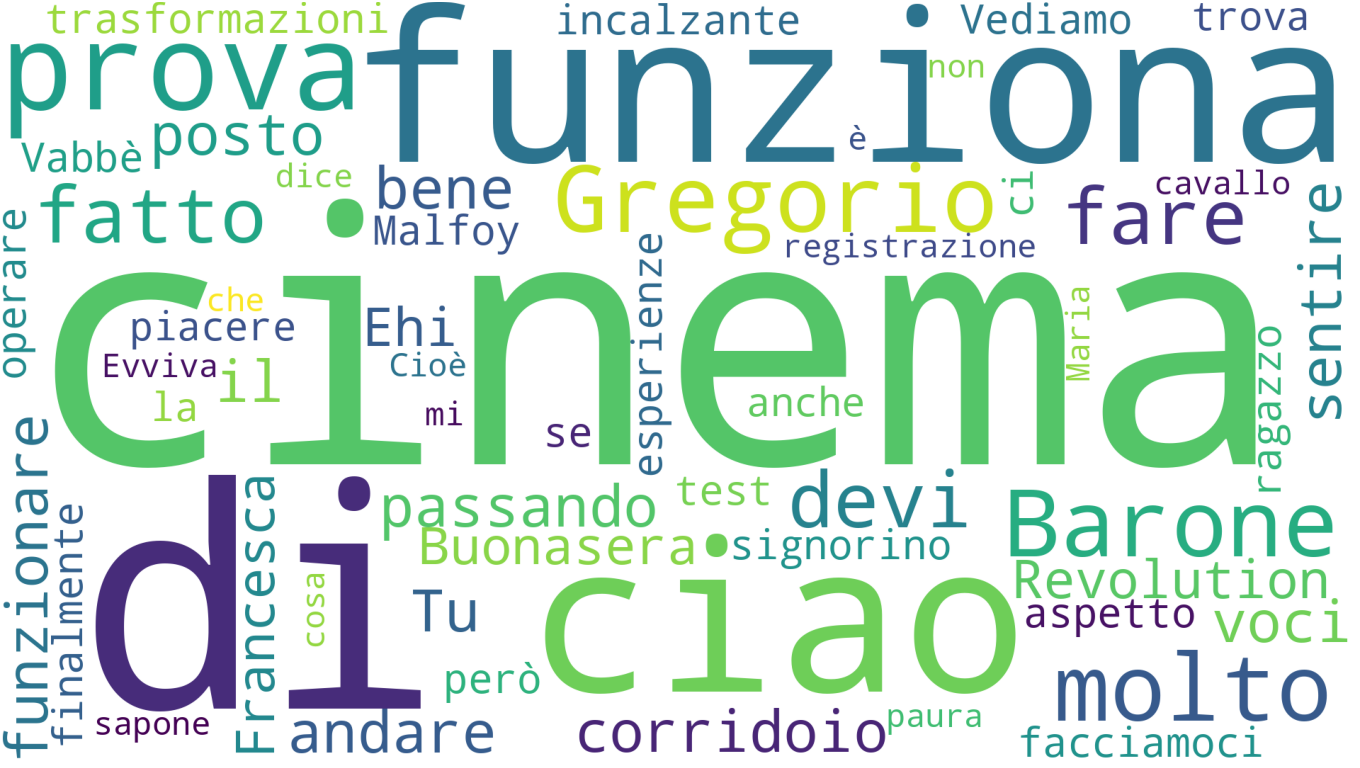 trasformazioni
incalzante
Vediamo
trova
prova
funziona
non
Vabbè
posto
è
dice
bene
Gregorio
ci
cavallo
fatto
Malfoy
fare
registrazione
sentire
operare
cinema
che
piacere
Ehi
esperienze
Maria
Evviva
Cioè
il
la
mi
se
anche
ragazzo
funzionare
finalmente
di
Francesca
passando
test
devi
Barone
Buonasera
signorino
cosa
Tu
ciao
Revolution
aspetto
voci
però
molto
sapone
andare
corridoio
paura
facciamoci